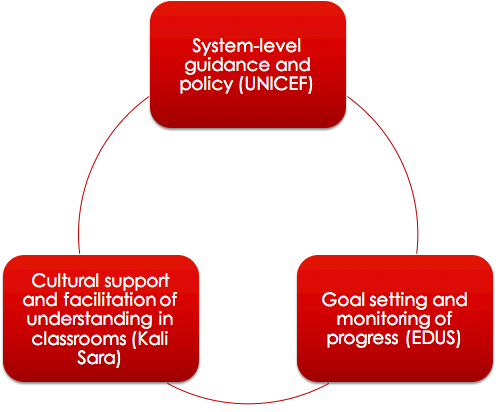 System-level
guidance and
policy (UNICEF)
Cultural support
and facilitation of
understanding in
classrooms (Kali
Sara)
Goal setting and
monitoring of
progress (EDUS)